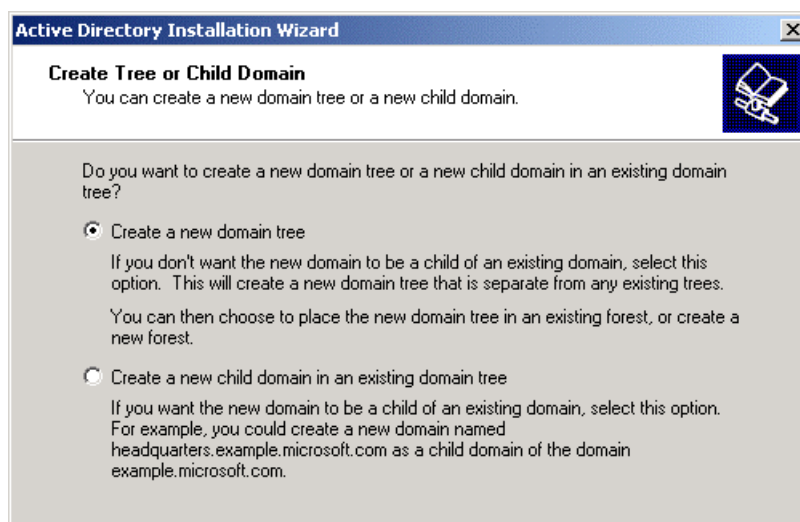 Active Directory Installation Wizard
Create Tree or Child Domain
You can create a new domain tree or a new child domain.
Do you want to create a new domain tree or a new child domain in an existing domain
tree?
Create a new domain tree
If you don't want the new domain to be a child of an existing domain, select this
option. This will create a new domain tree that is separate from any existing trees.
You can then choose to place the new domain tree in an existing forest, or create a
new forest.
Create a new child domain in an existing domain tree
If you want the new domain to be a child of an existing domain, select this option.
For example, you could create a new domain named
headquarters.example.microsoft.com as a child domain of the domain
example.microsoft.com.